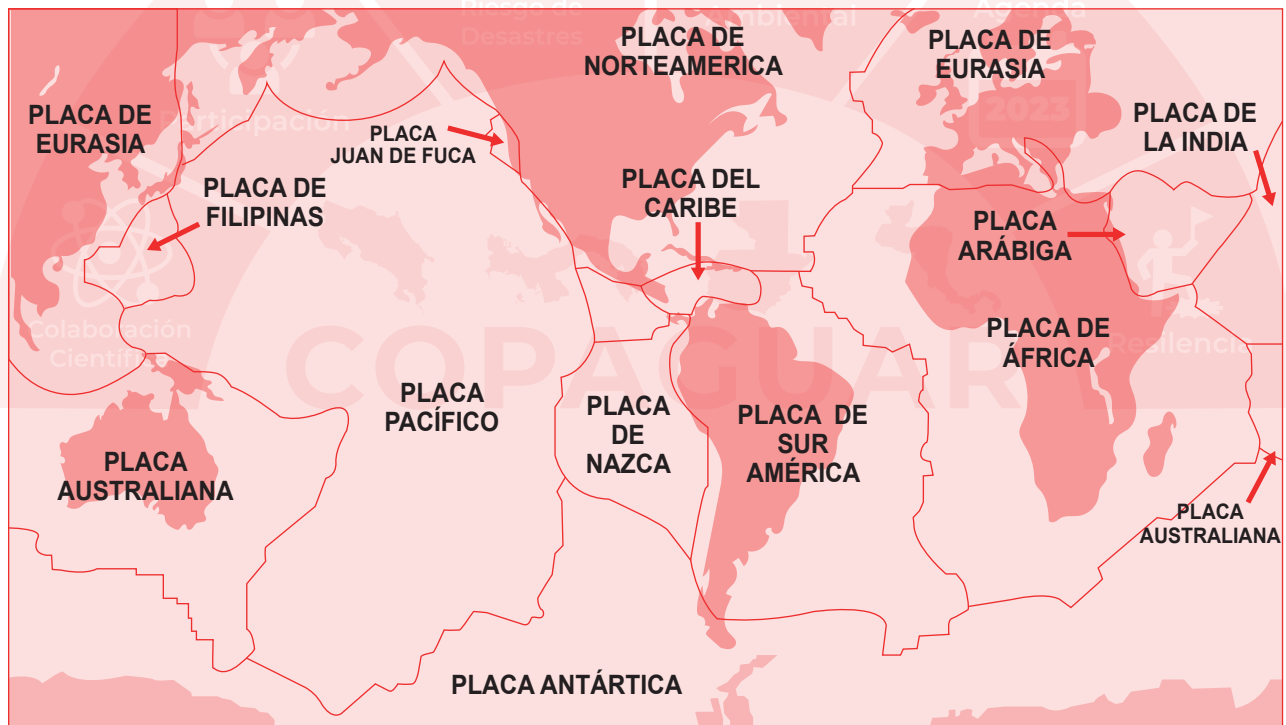 Riesgo de
Desastres
Ambiental
Agenda
2023
Participación
Colaboración
Científica
Resilencia
COPAGUAR
PLACA DE
NORTEAMERICA
PLACA DE
EURASIA
PLACA DE
EURASIA
PLACA
JUAN DE FUCA
PLACA DE
LA INDIA
PLACA DE
FILIPINAS
PLACA DEL
CARIBE
PLACA
ARÁBIGA
PLACA DE
ÁFRICA
PLACA
PACÍFICO
PLACA
DE
NAZCA
PLACA DE
SUR
AMÉRICA
PLACA
AUSTRALIANA
PLACA
AUSTRALIANA
PLACA ANTÁRTICA